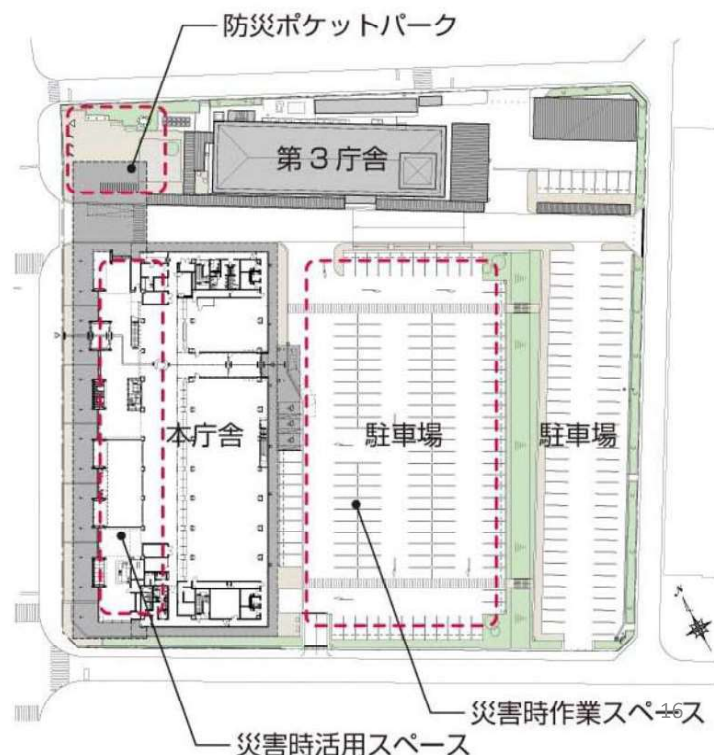 防災ポケットパーク
第3庁舎
本庁舎
駐車場
駐車場
災害時作業スペース
16
災害時活用スペース